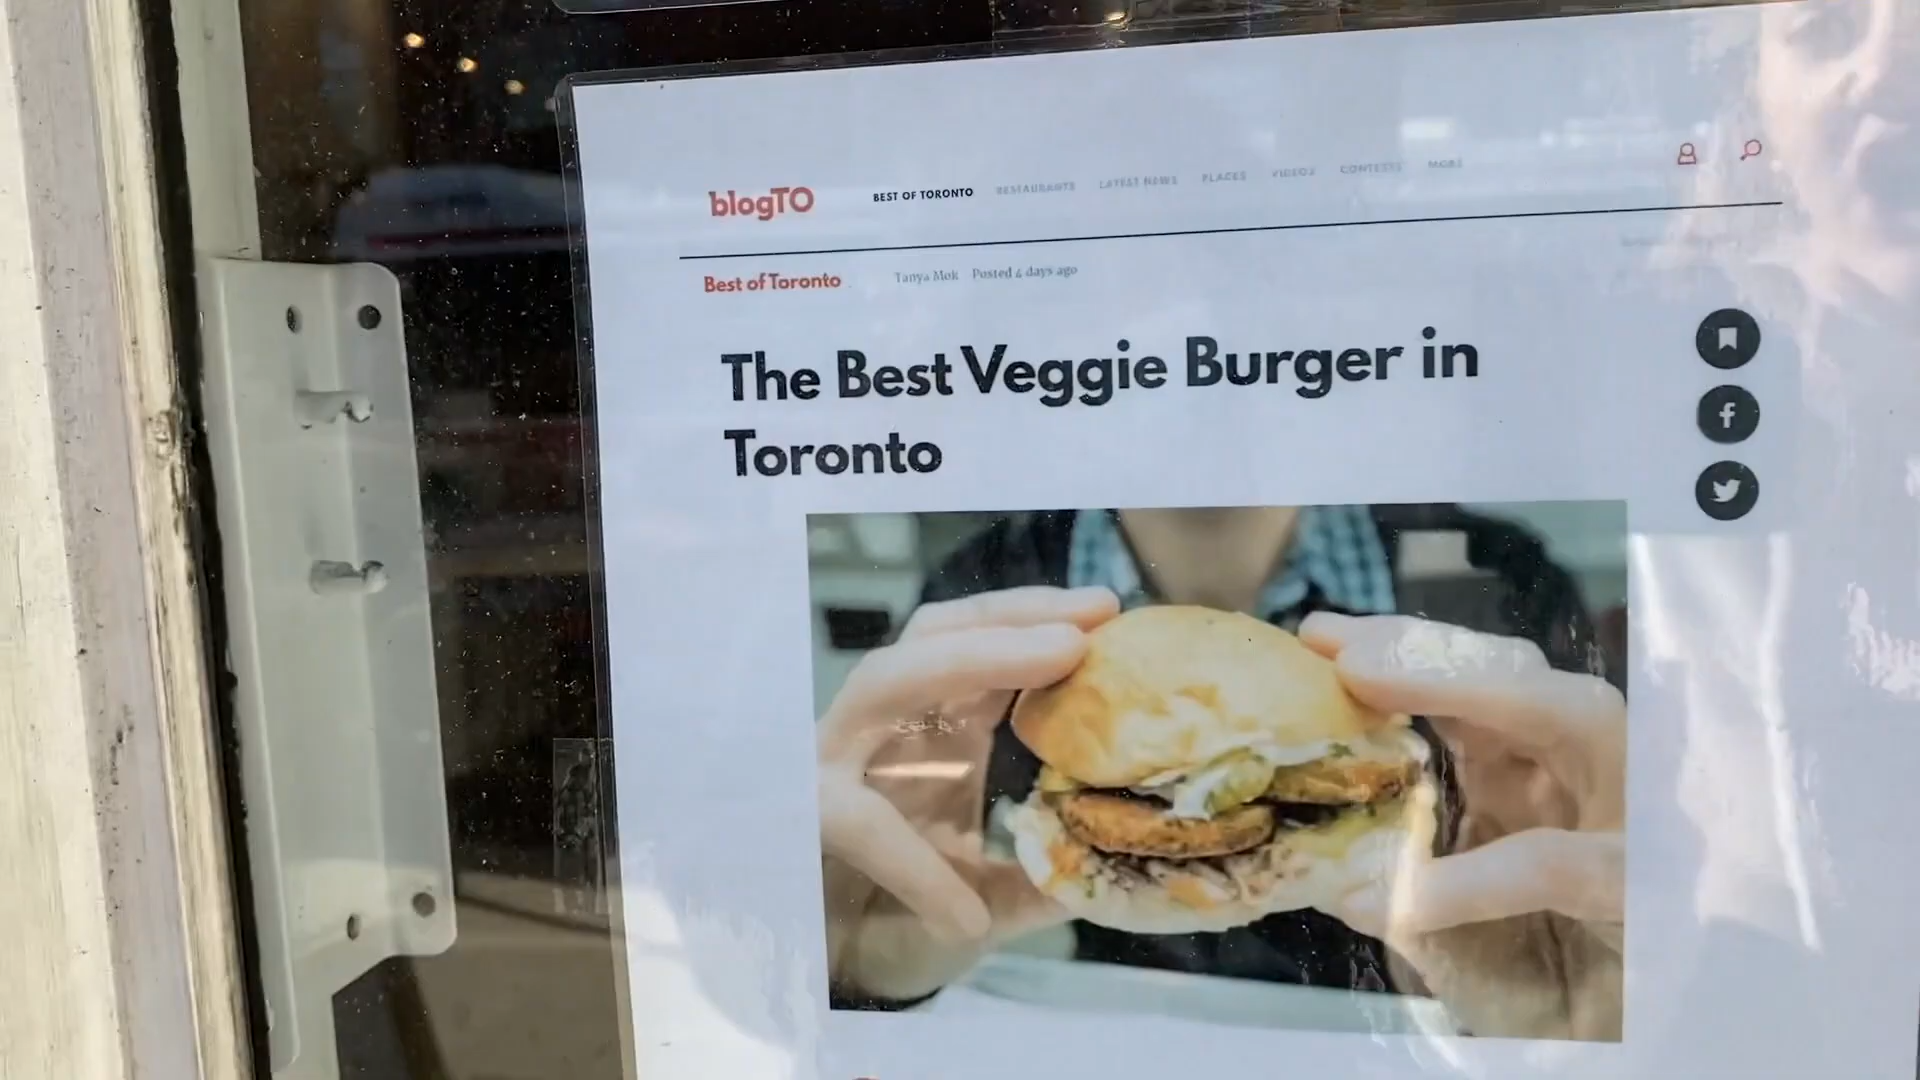 blogTO BEST OF TORONTO RESTAURANTS LATEST NEWS PLACES VIDEOS CONTESTS MORE
Best of Toronto Tanya Mok Posted 4 days ago
The Best Veggie Burger in
Toronto